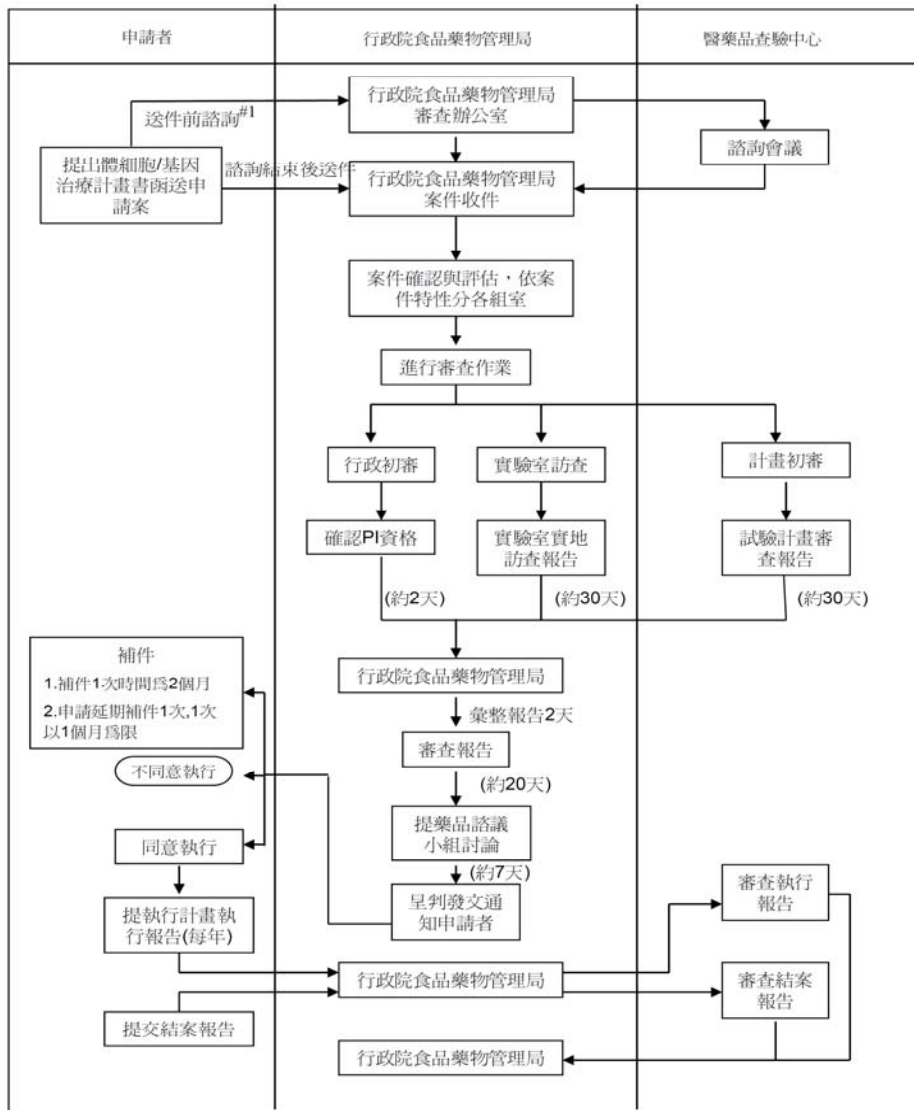 申請者
行政院食品藥物管理局
醫藥品查驗中心
送件前諮詢#1
行政院食品藥物管理局
審查辦公室
諮詢會議
提出體細胞/基因
治療計畫書函送申
請案
諮詢結束後送件
行政院食品藥物管理局
案件收件
案件確認與評估，依案
件特性分各組室
進行審查作業
行政初審
實驗室訪查
計畫初審
確認PI資格
實驗室實地
訪查報告
試驗計畫審
查報告
(約2天)
(約30天)
(約30天)
補件
1.補件1次時間爲2個月
2.申請延期補件1次,1次
以1個月爲限
行政院食品藥物管理局
彙整報告2天
審查報告
不同意執行
(約20天)
提藥品諮議
小組討論
同意執行
(約7天)
呈判發文通
知申請者
審查執行
報告
提執行計畫執
行報告(每年)
行政院食品藥物管理局
審查結案
報告
提交結案報告
行政院食品藥物管理局